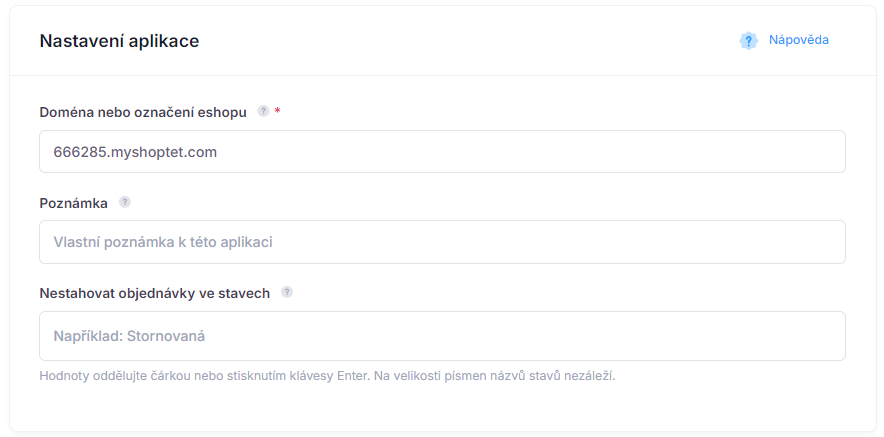 Nastavení aplikace
? Nápověda
Doména nebo označení eshopu ? *
666285.myshoptet.com
Poznámka ?
Vlastní poznámka k této aplikaci
Nestahovat objednávky ve stavech ?
Například: Stornovaná
Hodnoty oddělujte čárkou nebo stisknutím klávesy Enter. Na velikosti písmen názvů stavů nezáleží.